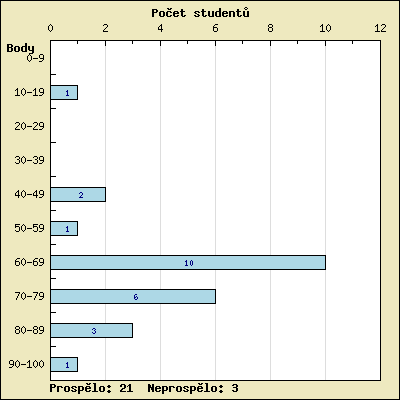 Počet studentů
0 2 4 6 8 10 12
Body
0-9
10-19 1
20-29
30-39
40-49 2
50-59 1
60-69 10
70-79 6
80-89 3
90-100 1
Prospělo: 21 Neprospělo: 3